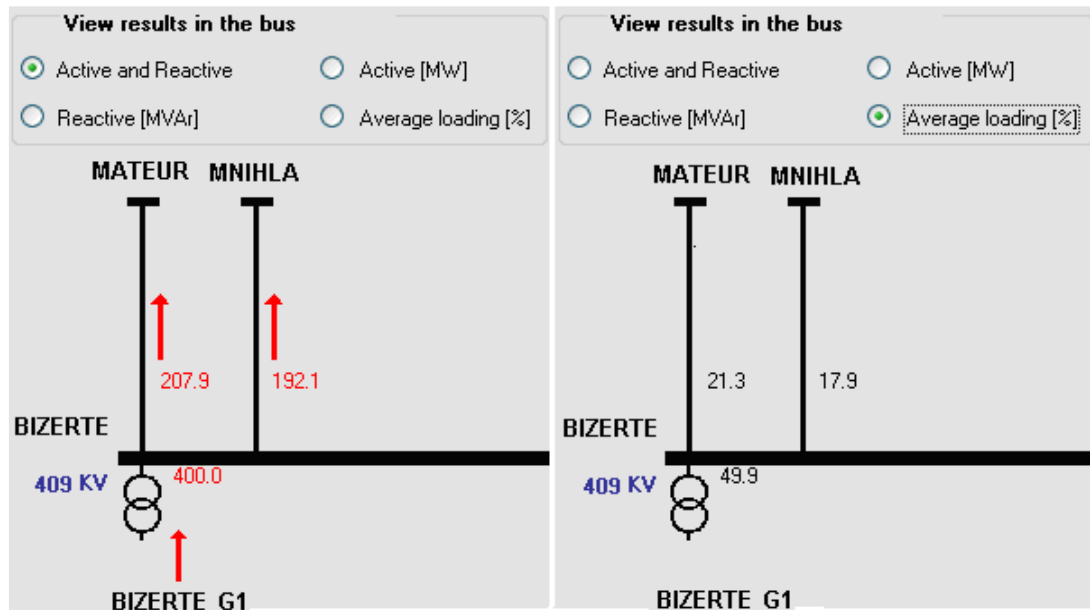 View results in the bus
Active and Reactive
Active [MW]
Reactive [MVAr]
Average loading [%]
MATEUR MNIHLA
207.9
192.1
BIZERTE
400.0
409 KV
BIZERTE G1
View results in the bus
Active and Reactive
Active [MW]
Reactive [MVAr]
Average loading [%]
MATEUR MNIHLA
21.3
17.9
BIZERTE
49.9
409 KV
BIZERTE G1